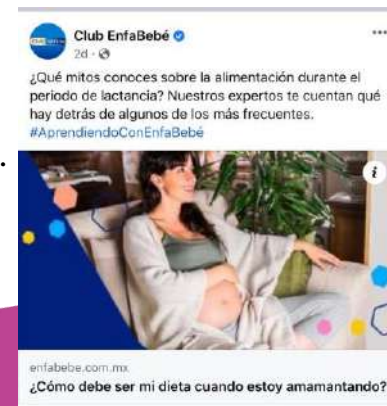 Club EnfaBebé
2d
¿Qué mitos conoces sobre la alimentación durante el
periodo de lactancia? Nuestros expertos te cuentan qué
hay detrás de algunos de los más frecuentes.
#AprendiendoConEnfaBebé
i
enfabebe.com.mx
¿Cómo debe ser mi dieta cuando estoy amamantando?